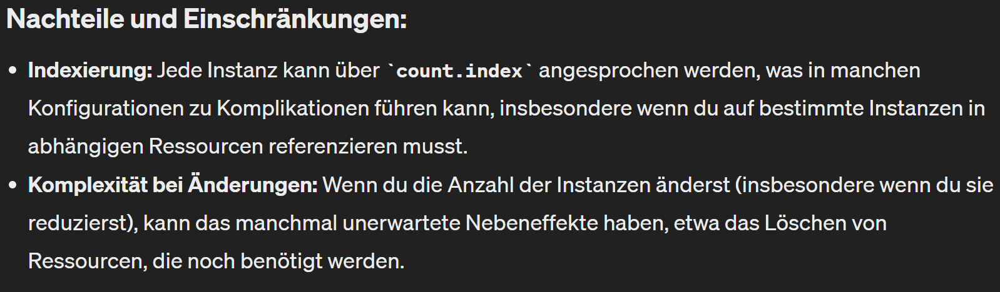 Nachteile und Einschränkungen:
• Indexierung: Jede Instanz kann über `count.index` angesprochen werden, was in manchen
Konfigurationen zu Komplikationen führen kann, insbesondere wenn du auf bestimmte Instanzen in
abhängigen Ressourcen referenzieren musst.
• Komplexität bei Änderungen: Wenn du die Anzahl der Instanzen änderst (insbesondere wenn du sie
reduzierst), kann das manchmal unerwartete Nebeneffekte haben, etwa das Löschen von
Ressourcen, die noch benötigt werden.